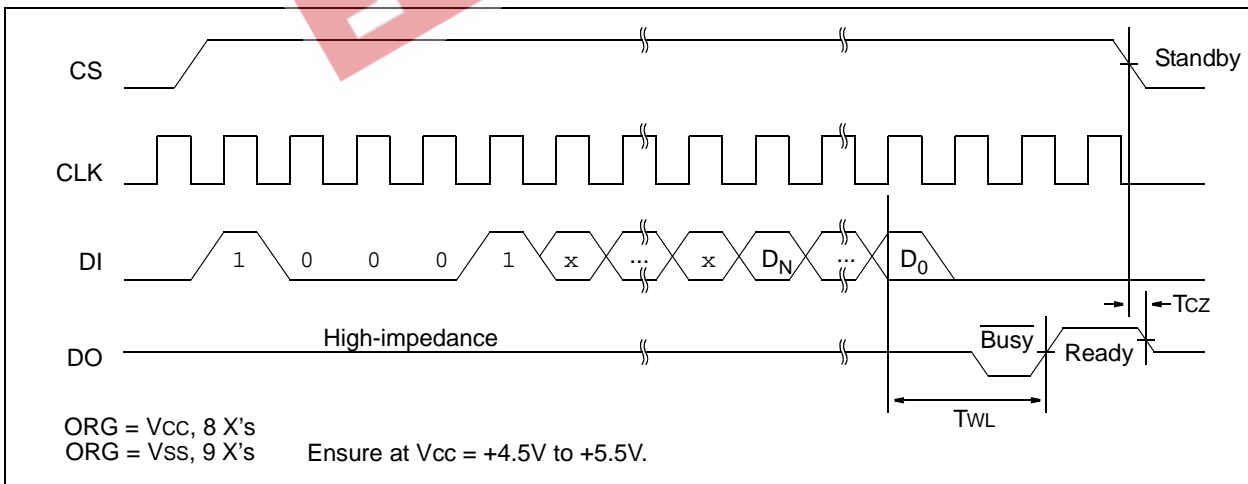 CS
Standby
CLK
DI
1 0 0 0 1 x ... x DN ... D0
TCZ
High-impedance
DO
Busy
Ready
TWL
ORG = VCC, 8 X's
ORG = VSS, 9 X's
Ensure at Vcc = +4.5V to +5.5V.